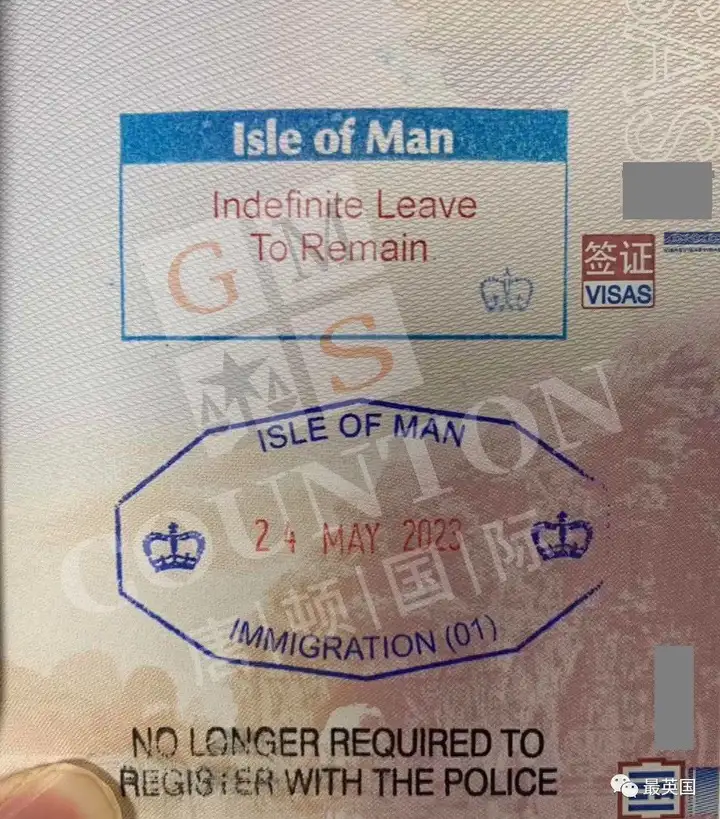 Isle of Man
Indefinite Leave
To Remain
签证
VISAS
GM
S
COUNTON
唐顿国际
ISLE OF MAN
24 MAY 2023
IMMIGRATION (01)
NO LONGER REQUIRED TO
REGISTER WITH THE POLICE
最英国